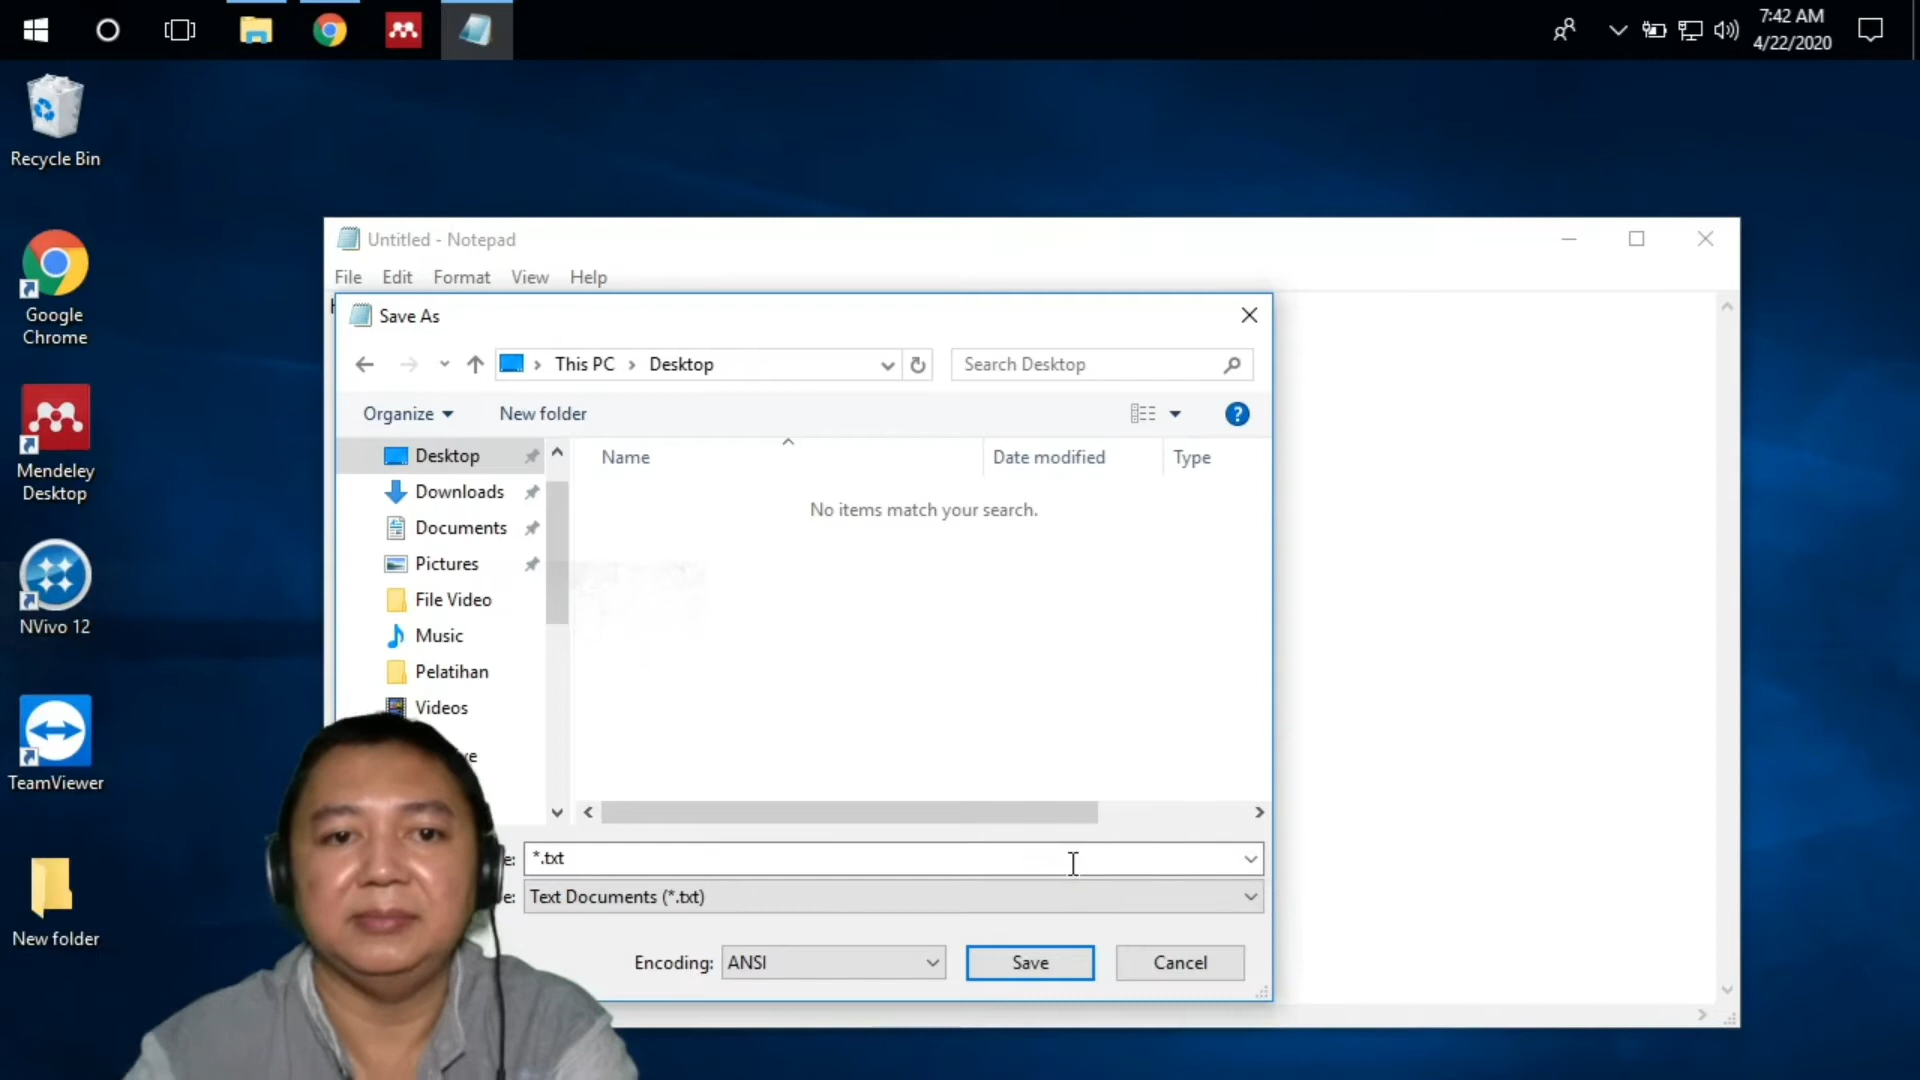 7:42 AM
4/22/2020
Recycle Bin
Google
Chrome
Mendeley
Desktop
NVivo 12
TeamViewer
New folder
Untitled - Notepad
File Edit Format View Help
Save As
This PC > Desktop
Search Desktop
Organize
New folder
Name Date modified Type
No items match your search.
Desktop
Downloads
Documents
Pictures
File Video
Music
Pelatihan
Videos
*.txt
Text Documents (*.txt)
Encoding: ANSI Save Cancel